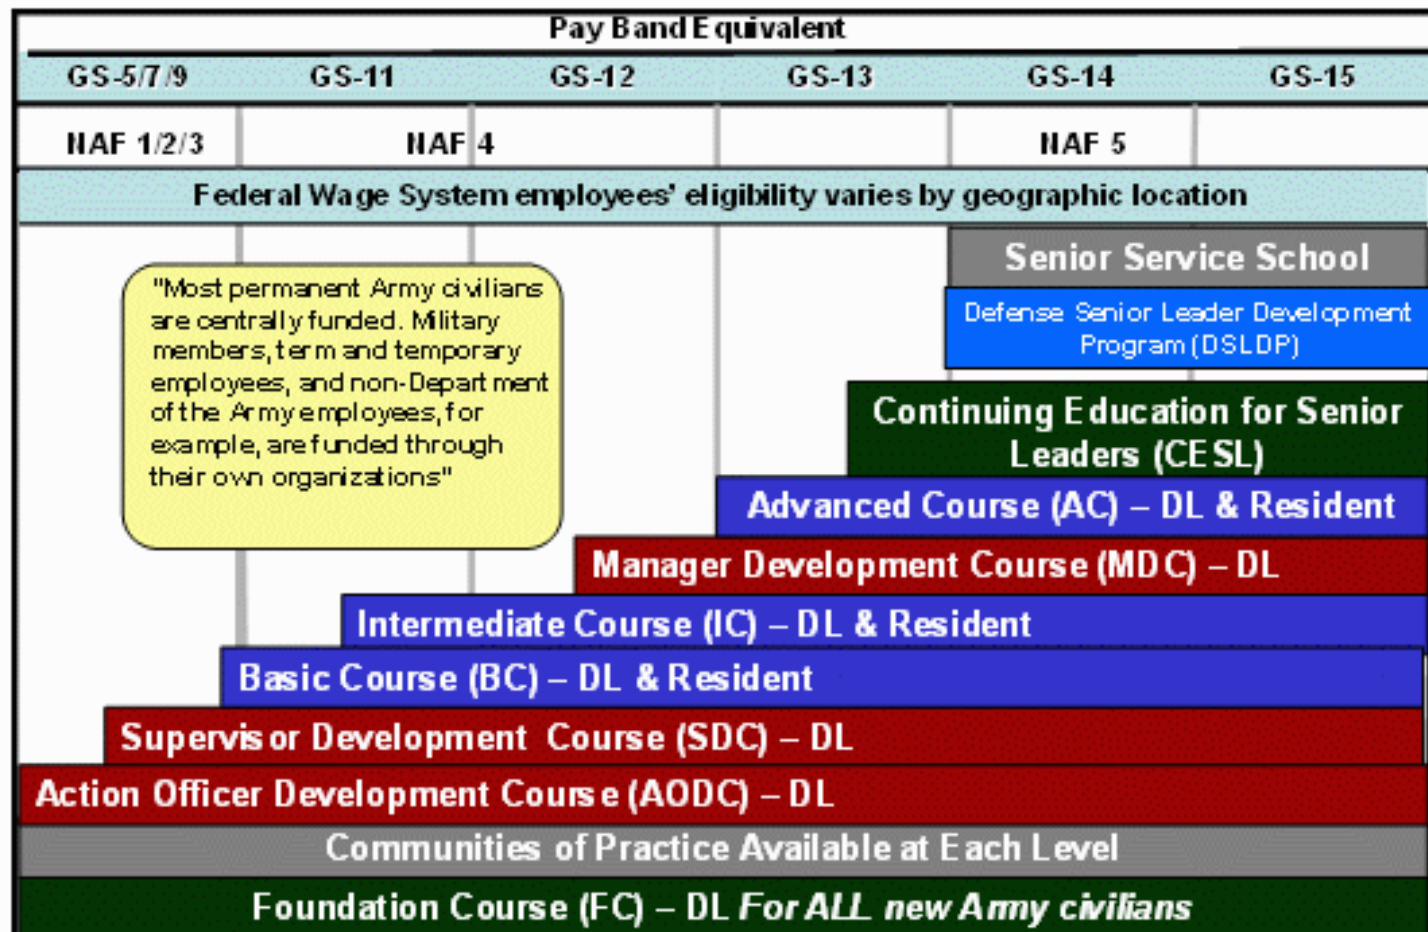 Pay Band Equivalent
GS-5/7/9 GS-11 GS-12 GS-13 GS-14 GS-15
NAF 1/2/3 NAF 4 NAF 5
Federal Wage System employees' eligibility varies by geographic location
Senior Service School
Defense Senior Leader Development
Program (DSLDP)
"Most permanent Army civilians
are centrally funded. Military
members, term and temporary
employees, and non-Department
of the Army employees, for
example, are funded through
their own organizations"
Continuing Education for Senior
Leaders (CESL)
Advanced Course (AC) – DL & Resident
Manager Development Course (MDC) – DL
Intermediate Course (IC) – DL & Resident
Basic Course (BC) – DL & Resident
Supervisor Development Course (SDC) – DL
Action Officer Development Course (AODC) – DL
Communities of Practice Available at Each Level
Foundation Course (FC) – DL For ALL new Army civilians